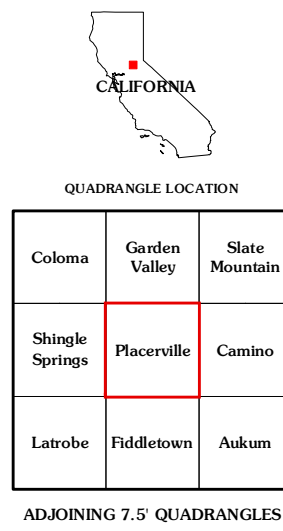 CALIFORNIA
QUADRANGLE LOCATION
Coloma
Garden
Valley
Slate
Mountain
Shingle
Springs
Placerville
Camino
Latrobe
Fiddletown
Aukum
ADJOINING 7.5' QUADRANGLES